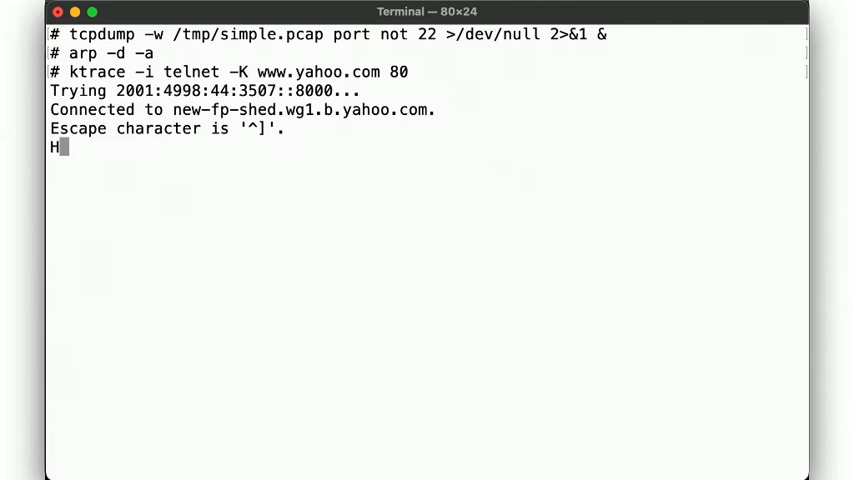 Terminal — 80×24
# tcpdump -w /tmp/simple.pcap port not 22 >/dev/null 2>&1 &
# arp -d -a
# ktrace -i telnet -K www.yahoo.com 80
Trying 2001:4998:44:3507::8000...
Connected to new-fp-shed.wg1.b.yahoo.com.
Escape character is '^]'.
H